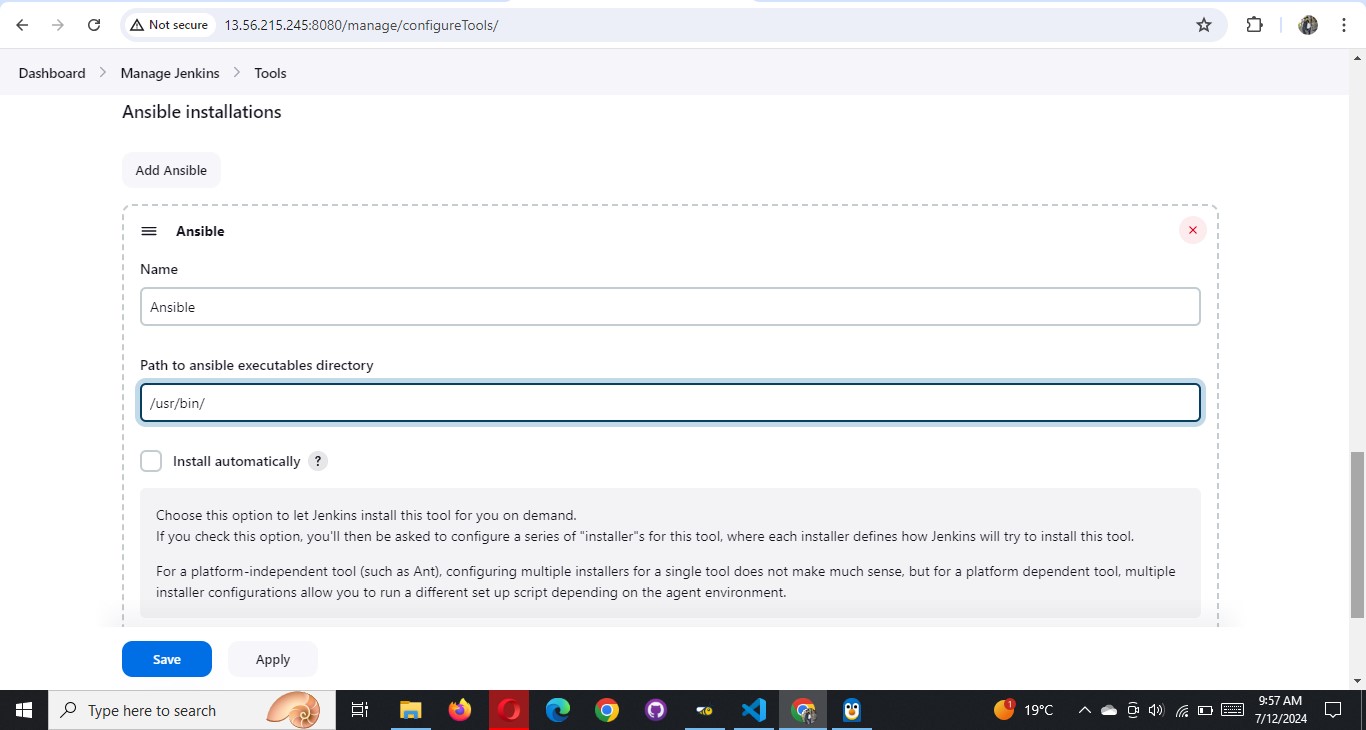 Not secure
13.56.215.245:8080/manage/configureTools/
Dashboard
Manage Jenkins
Tools
Ansible installations
Add Ansible
Ansible
Name
Ansible
Path to ansible executables directory
/usr/bin/
Install automatically ?
Choose this option to let Jenkins install this tool for you on demand.
If you check this option, you'll then be asked to configure a series of "installer"s for this tool, where each installer defines how Jenkins will try to install this tool.
For a platform-independent tool (such as Ant), configuring multiple installers for a single tool does not make much sense, but for a platform dependent tool, multiple
installer configurations allow you to run a different set up script depending on the agent environment.
Save
Apply
Type here to search
1
19°C
9:57 AM
7/12/2024